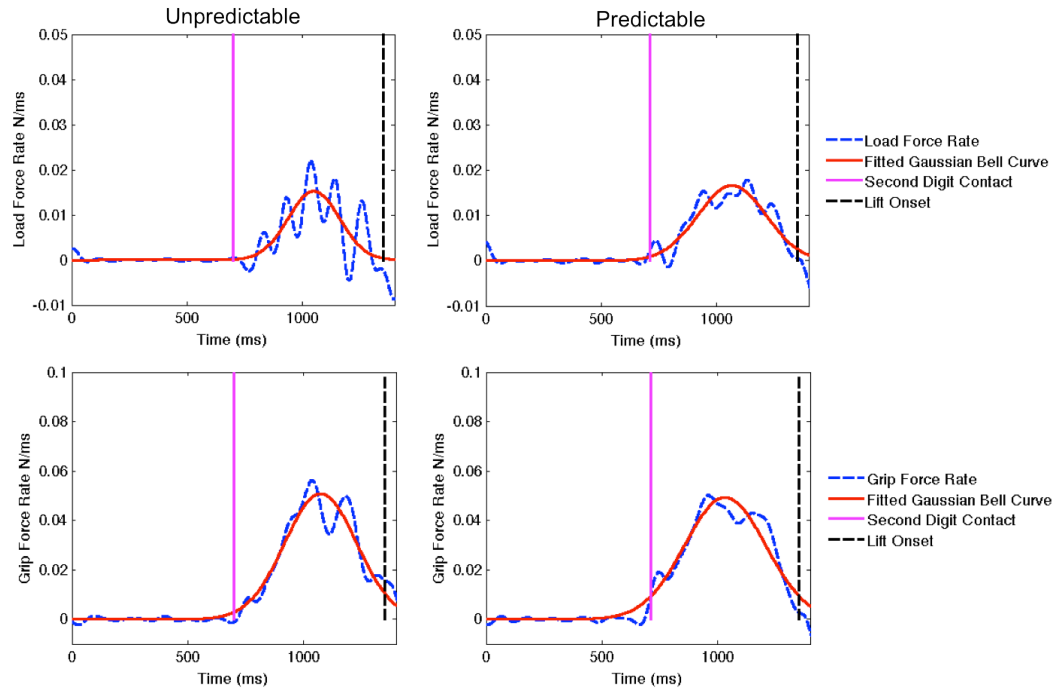 Unpredictable
Predictable
0.05
0.04
0.03
0.02
0.01
0
-0.01
Load Force Rate N/ms
0
500
1000
Time (ms)
0.05
0.04
0.03
0.02
0.01
0
-0.01
Load Force Rate N/ms
0
500
1000
Time (ms)
Load Force Rate
Fitted Gaussian Bell Curve
Second Digit Contact
Lift Onset
0.1
0.08
0.06
0.04
0.02
0
Grip Force Rate N/ms
0
500
1000
Time (ms)
0.1
0.08
0.06
0.04
0.02
0
Grip Force Rate N/ms
0
500
1000
Time (ms)
Grip Force Rate
Fitted Gaussian Bell Curve
Second Digit Contact
Lift Onset